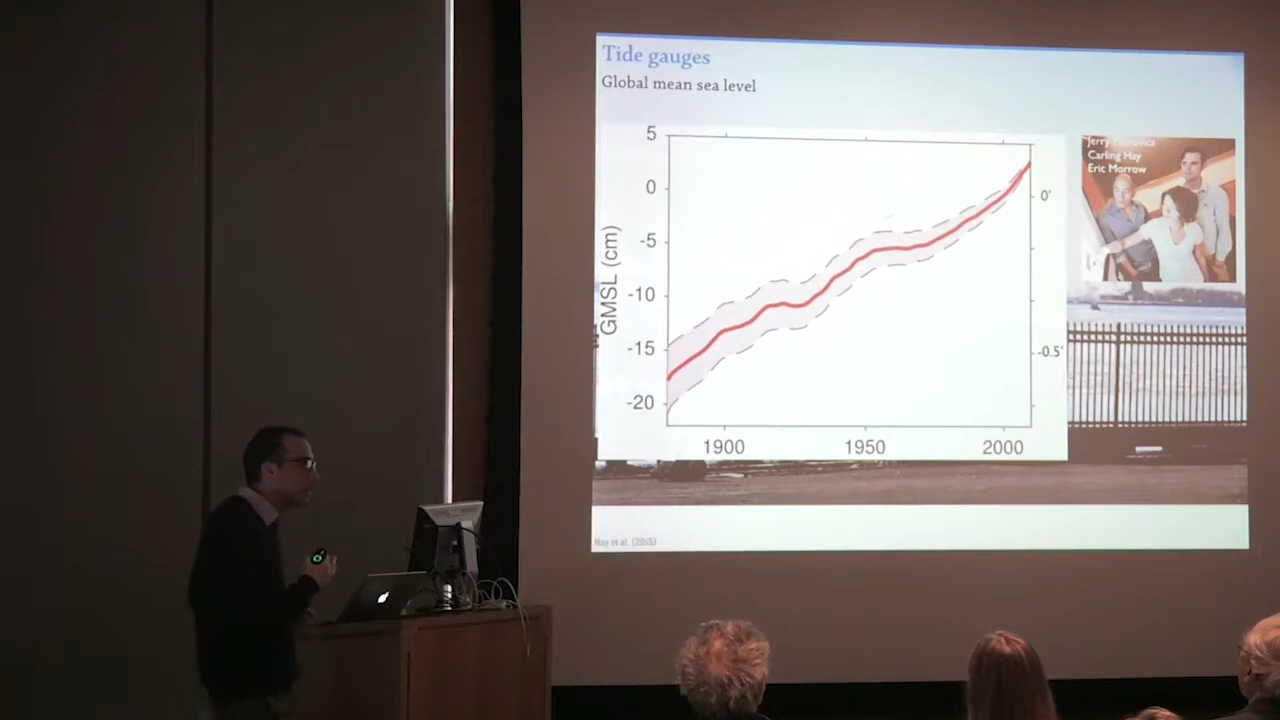 Tide gauges
Global mean sea level
5
0
-5
-10
-15
-20
GMSL (cm)
1900
1950
2000
0'
-0.5'
Jerry
Carling Hay
Eric Morrow
Hay et al. (2015)